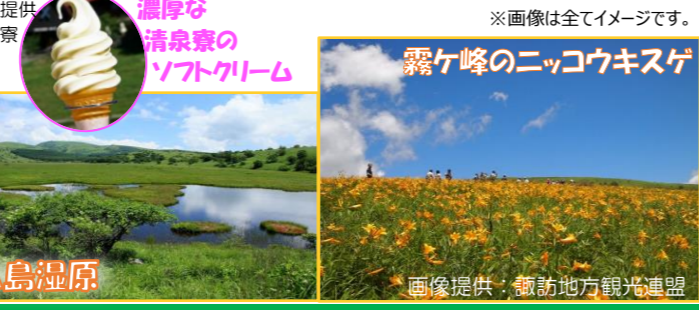 提供
寮
濃厚な
清泉寮の
ソフトクリーム
※画像は全てイメージです。
霧ケ峰のニッコウキスゲ
島湿原
画像提供：諏訪地方観光連盟